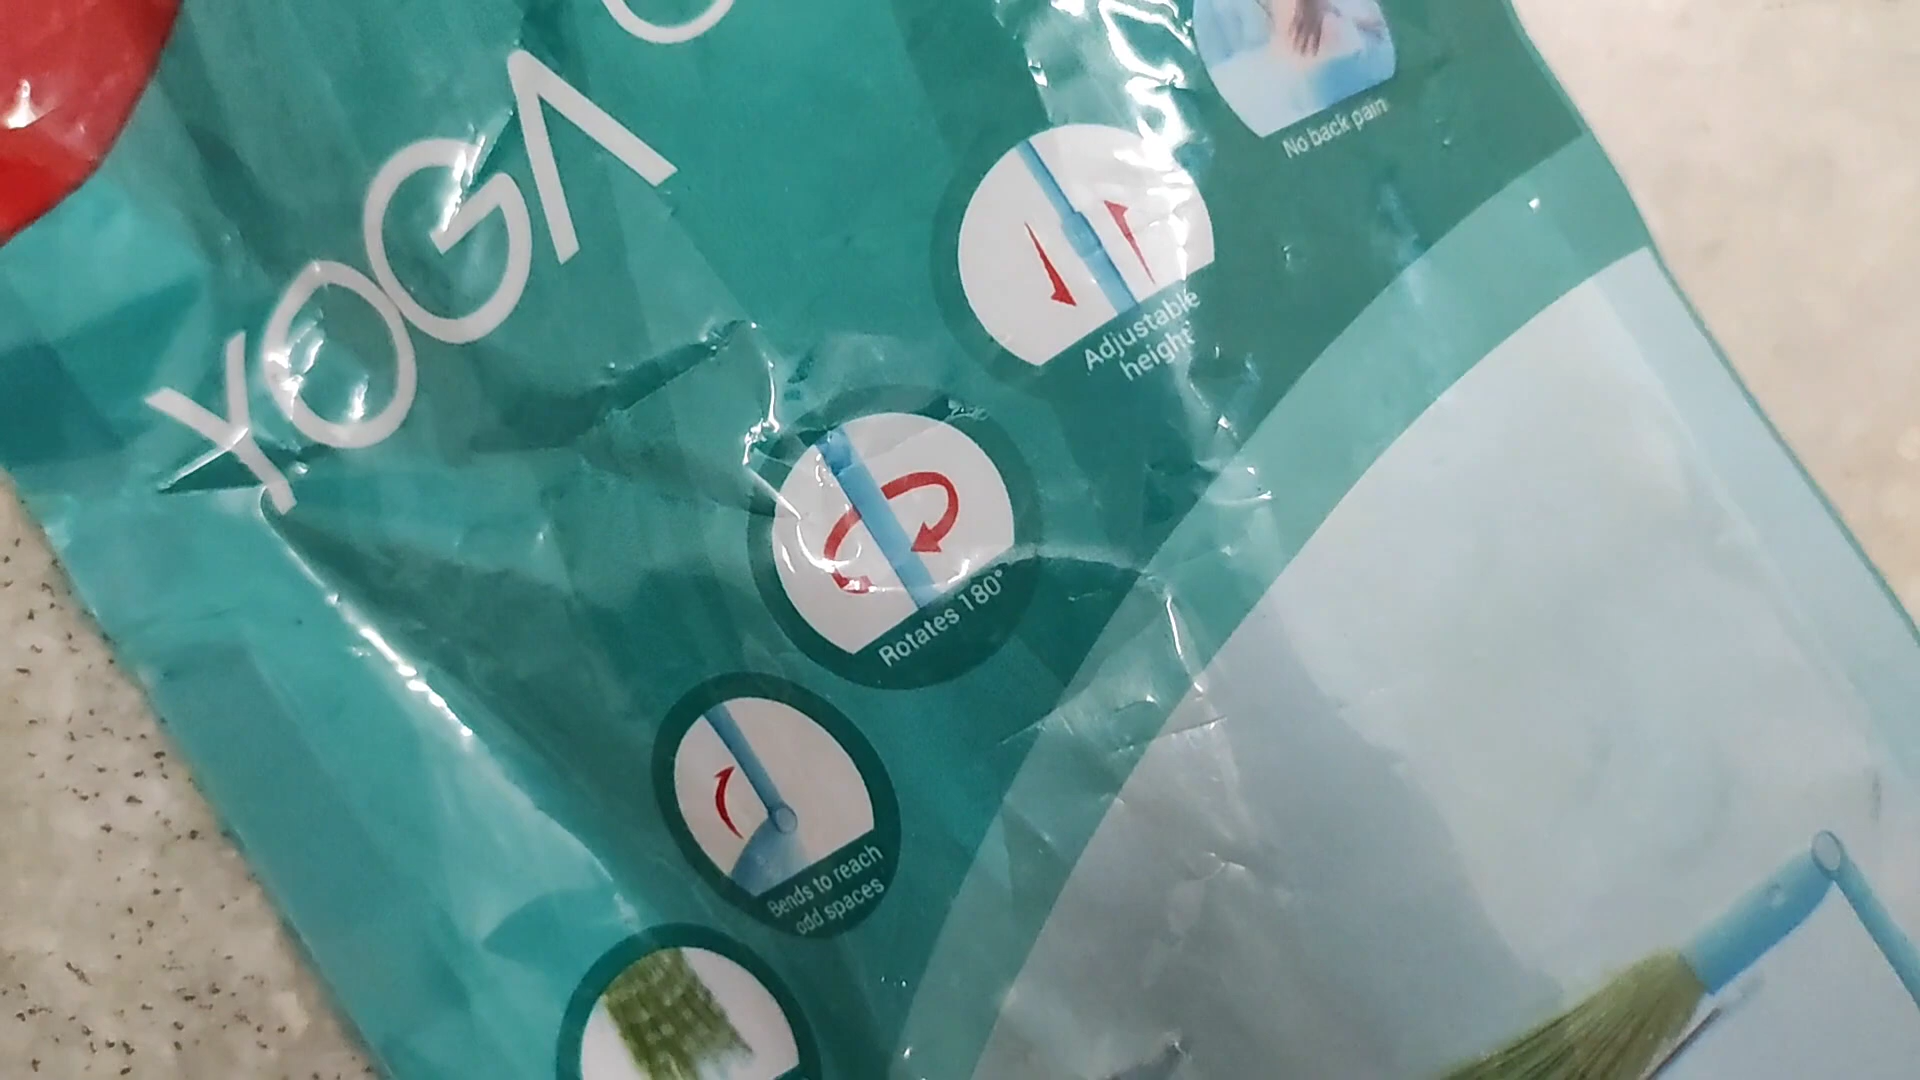 YOGA
No back pain
Adjustable
height
Rotates 180°
Bends to reach
odd spaces